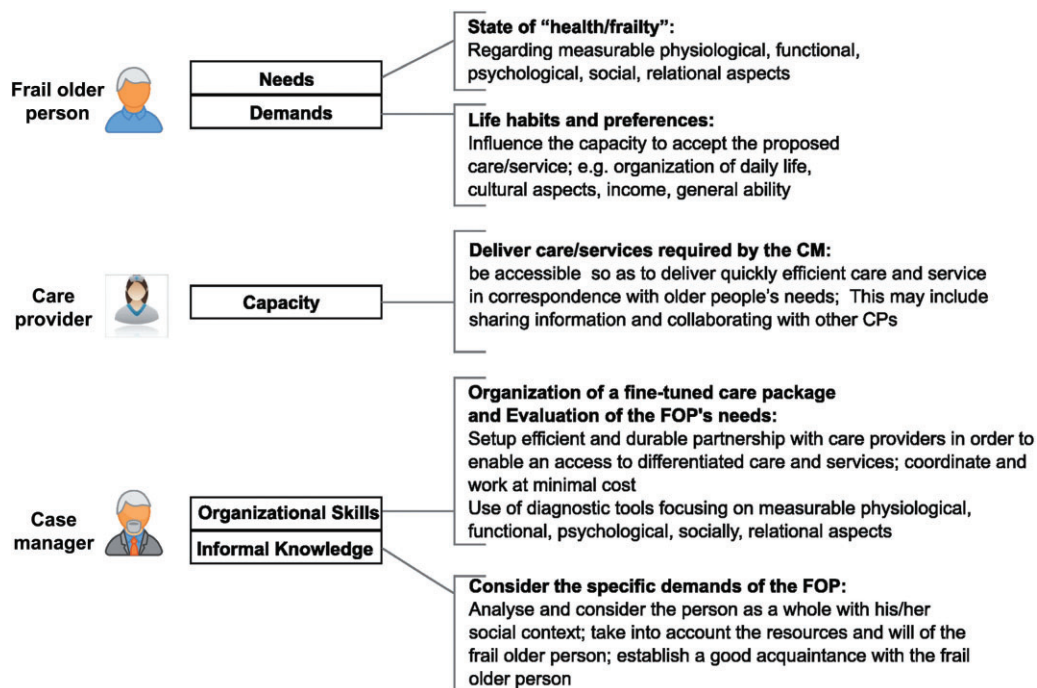 Frail older
person
Needs
Demands
State of “health/frailty”:
Regarding measurable physiological, functional,
psychological, social, relational aspects
Life habits and preferences:
Influence the capacity to accept the proposed
care/service; e.g. organization of daily life,
cultural aspects, income, general ability
Care
provider
Capacity
Deliver care/services required by the CM:
be accessible so as to deliver quickly efficient care and service
in correspondence with older people's needs; This may include
sharing information and collaborating with other CPs
Case
manager
Organizational Skills
Informal Knowledge
Organization of a fine-tuned care package
and Evaluation of the FOP's needs:
Setup efficient and durable partnership with care providers in order to
enable an access to differentiated care and services; coordinate and
work at minimal cost
Use of diagnostic tools focusing on measurable physiological,
functional, psychological, socially, relational aspects
Consider the specific demands of the FOP:
Analyse and consider the person as a whole with his/her
social context; take into account the resources and will of the
frail older person; establish a good acquaintance with the frail
older person